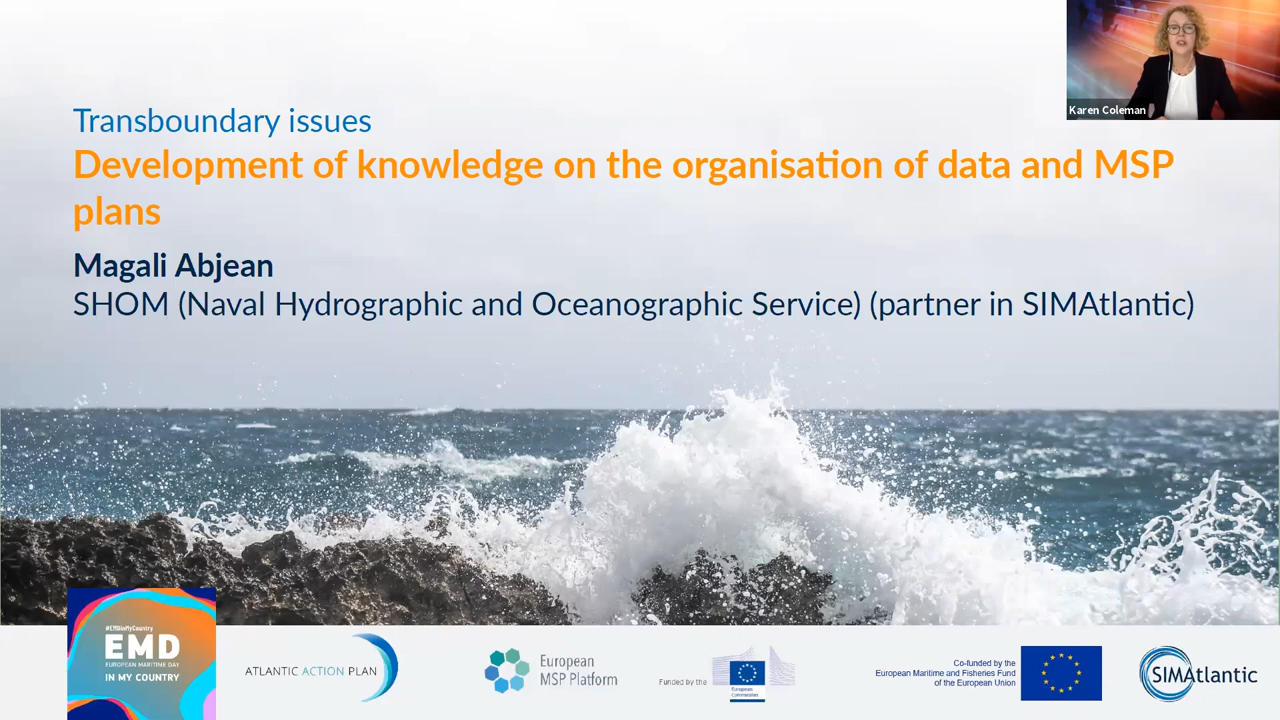 Karen Coleman
Transboundary issues
Development of knowledge on the organisation of data and MSP
plans
Magali Abjean
SHOM (Naval Hydrographic and Oceanographic Service) (partner in SIMAtlantic)
#EMDinMyCountry
EMD
EUROPEAN MARITIME DAY
IN MY COUNTRY
ATLANTIC ACTION PLAN
European
MSP Platform
Funded by the
European
Commission
Co-funded by the
European Maritime and Fisheries Fund
of the European Union
SIMAtlantic